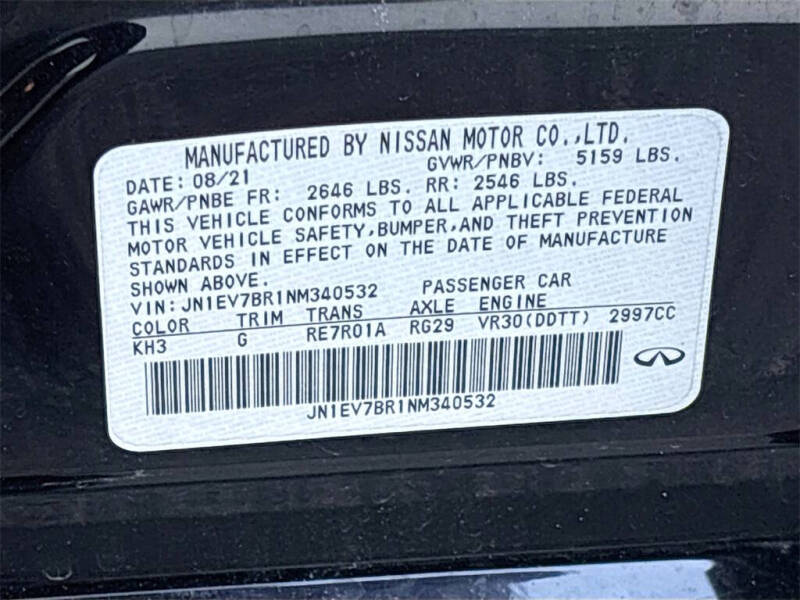 MANUFACTURED BY NISSAN MOTOR CO.,LTD.
DATE: 08/21 GVWR/PNBV: 5159 LBS.
GAWR/PNBE FR: 2646 LBS. RR: 2546 LBS.
THIS VEHICLE CONFORMS TO ALL APPLICABLE FEDERAL
MOTOR VEHICLE SAFETY,BUMPER,AND THEFT PREVENTION
STANDARDS IN EFFECT ON THE DATE OF MANUFACTURE
SHOWN ABOVE.
VIN:JN1EV7BR1NM340532 PASSENGER CAR
COLOR TRIM TRANS AXLE ENGINE
KH3 G RE7R01A RG29 VR30(DDTT) 2997CC
JN1EV7BR1NM340532